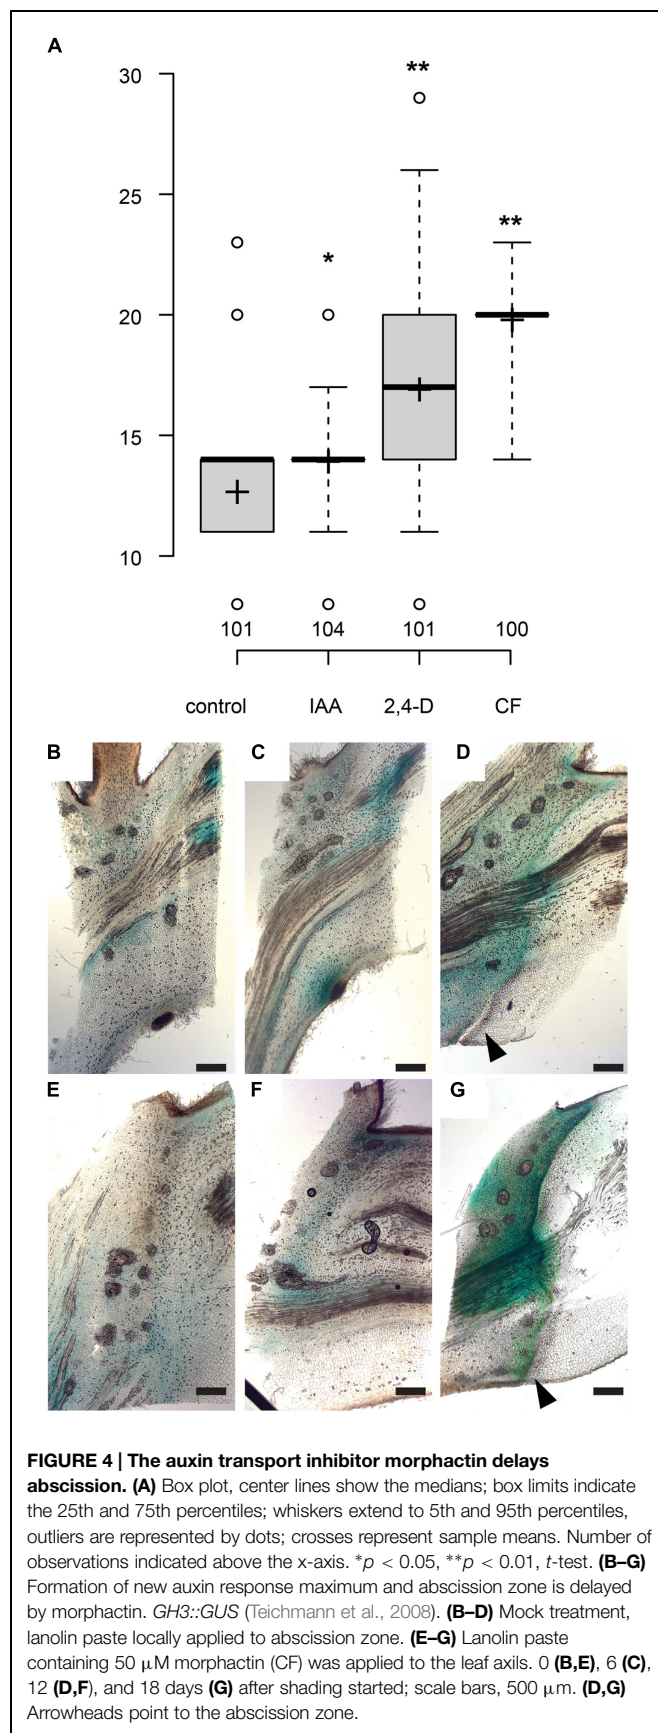 A
30
**
25
**
*
20
15
10
101 104 101 100
control IAA 2,4-D CF
B C D
E F G
FIGURE 4 | The auxin transport inhibitor morphactin delays
abscission. (A) Box plot, center lines show the medians; box limits indicate
the 25th and 75th percentiles; whiskers extend to 5th and 95th percentiles,
outliers are represented by dots; crosses represent sample means. Number of
observations indicated above the x-axis. *p < 0.05, **p < 0.01, t-test. (B–G)
Formation of new auxin response maximum and abscission zone is delayed
by morphactin. GH3::GUS (Teichmann et al., 2008). (B–D) Mock treatment,
lanolin paste locally applied to abscission zone. (E–G) Lanolin paste
containing 50 μM morphactin (CF) was applied to the leaf axils. 0 (B,E), 6 (C),
12 (D,F), and 18 days (G) after shading started; scale bars, 500 μm. (D,G)
Arrowheads point to the abscission zone.